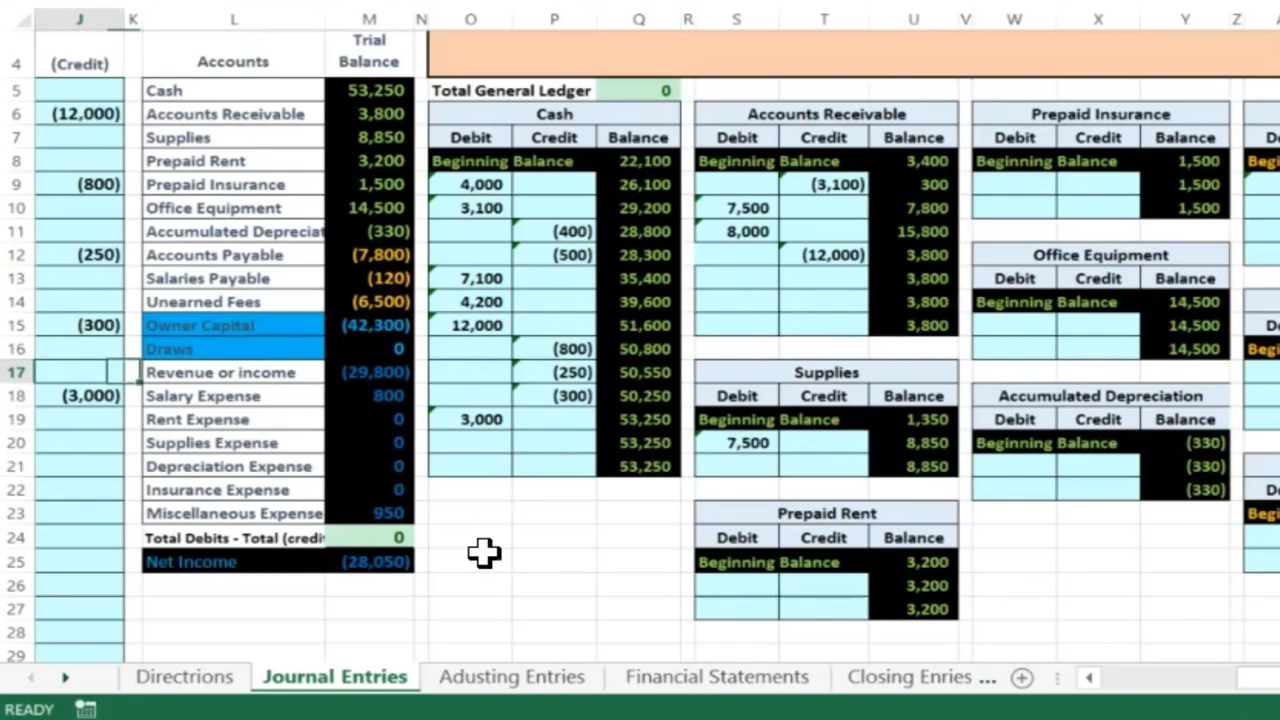 J K L M N O P Q R S T U V W X Y Z
4 (Credit) Accounts Trial Balance
5 Cash 53,250 Total General Ledger 0
6 (12,000) Accounts Receivable 3,800 Cash Accounts Receivable Prepaid Insurance
7 Supplies 8,850 Debit Credit Balance Debit Credit Balance Debit Credit Balance
8 Prepaid Rent 3,200 Beginning Balance 22,100 Beginning Balance 3,400 Beginning Balance 1,500
9 (800) Prepaid Insurance 1,500 4,000 26,100 (3,100) 300 1,500
10 Office Equipment 14,500 3,100 29,200 7,500 7,800 1,500
11 Accumulated Depreciat (330) (400) 28,800 8,000 15,800
12 (250) Accounts Payable (7,800) (500) 28,300 (12,000) 3,800 Office Equipment
13 Salaries Payable (120) 7,100 35,400 3,800 Debit Credit Balance
14 Unearned Fees (6,500) 4,200 39,600 3,800 Beginning Balance 14,500
15 (300) Owner Capital (42,300) 12,000 51,600 3,800 14,500 De
16 Draws 0 (800) 50,800 14,500 Begi
17 Revenue or income (29,800) (250) 50,550 Supplies
18 (3,000) Salary Expense 800 (300) 50,250 Debit Credit Balance Accumulated Depreciation
19 Rent Expense 0 3,000 53,250 Beginning Balance 1,350 Debit Credit Balance
20 Supplies Expense 0 53,250 7,500 8,850 Beginning Balance (330)
21 Depreciation Expense 0 53,250 8,850 (330)
22 Insurance Expense 0 (330) De
23 Miscellaneous Expense 950 Prepaid Rent Begi
24 Total Debits - Total (credit 0 Debit Credit Balance
25 Net Income (28,050) Beginning Balance 3,200
26 3,200
27 3,200
28
29
Directrions Journal Entries Adusting Entries Financial Statements Closing Enries ...
READY